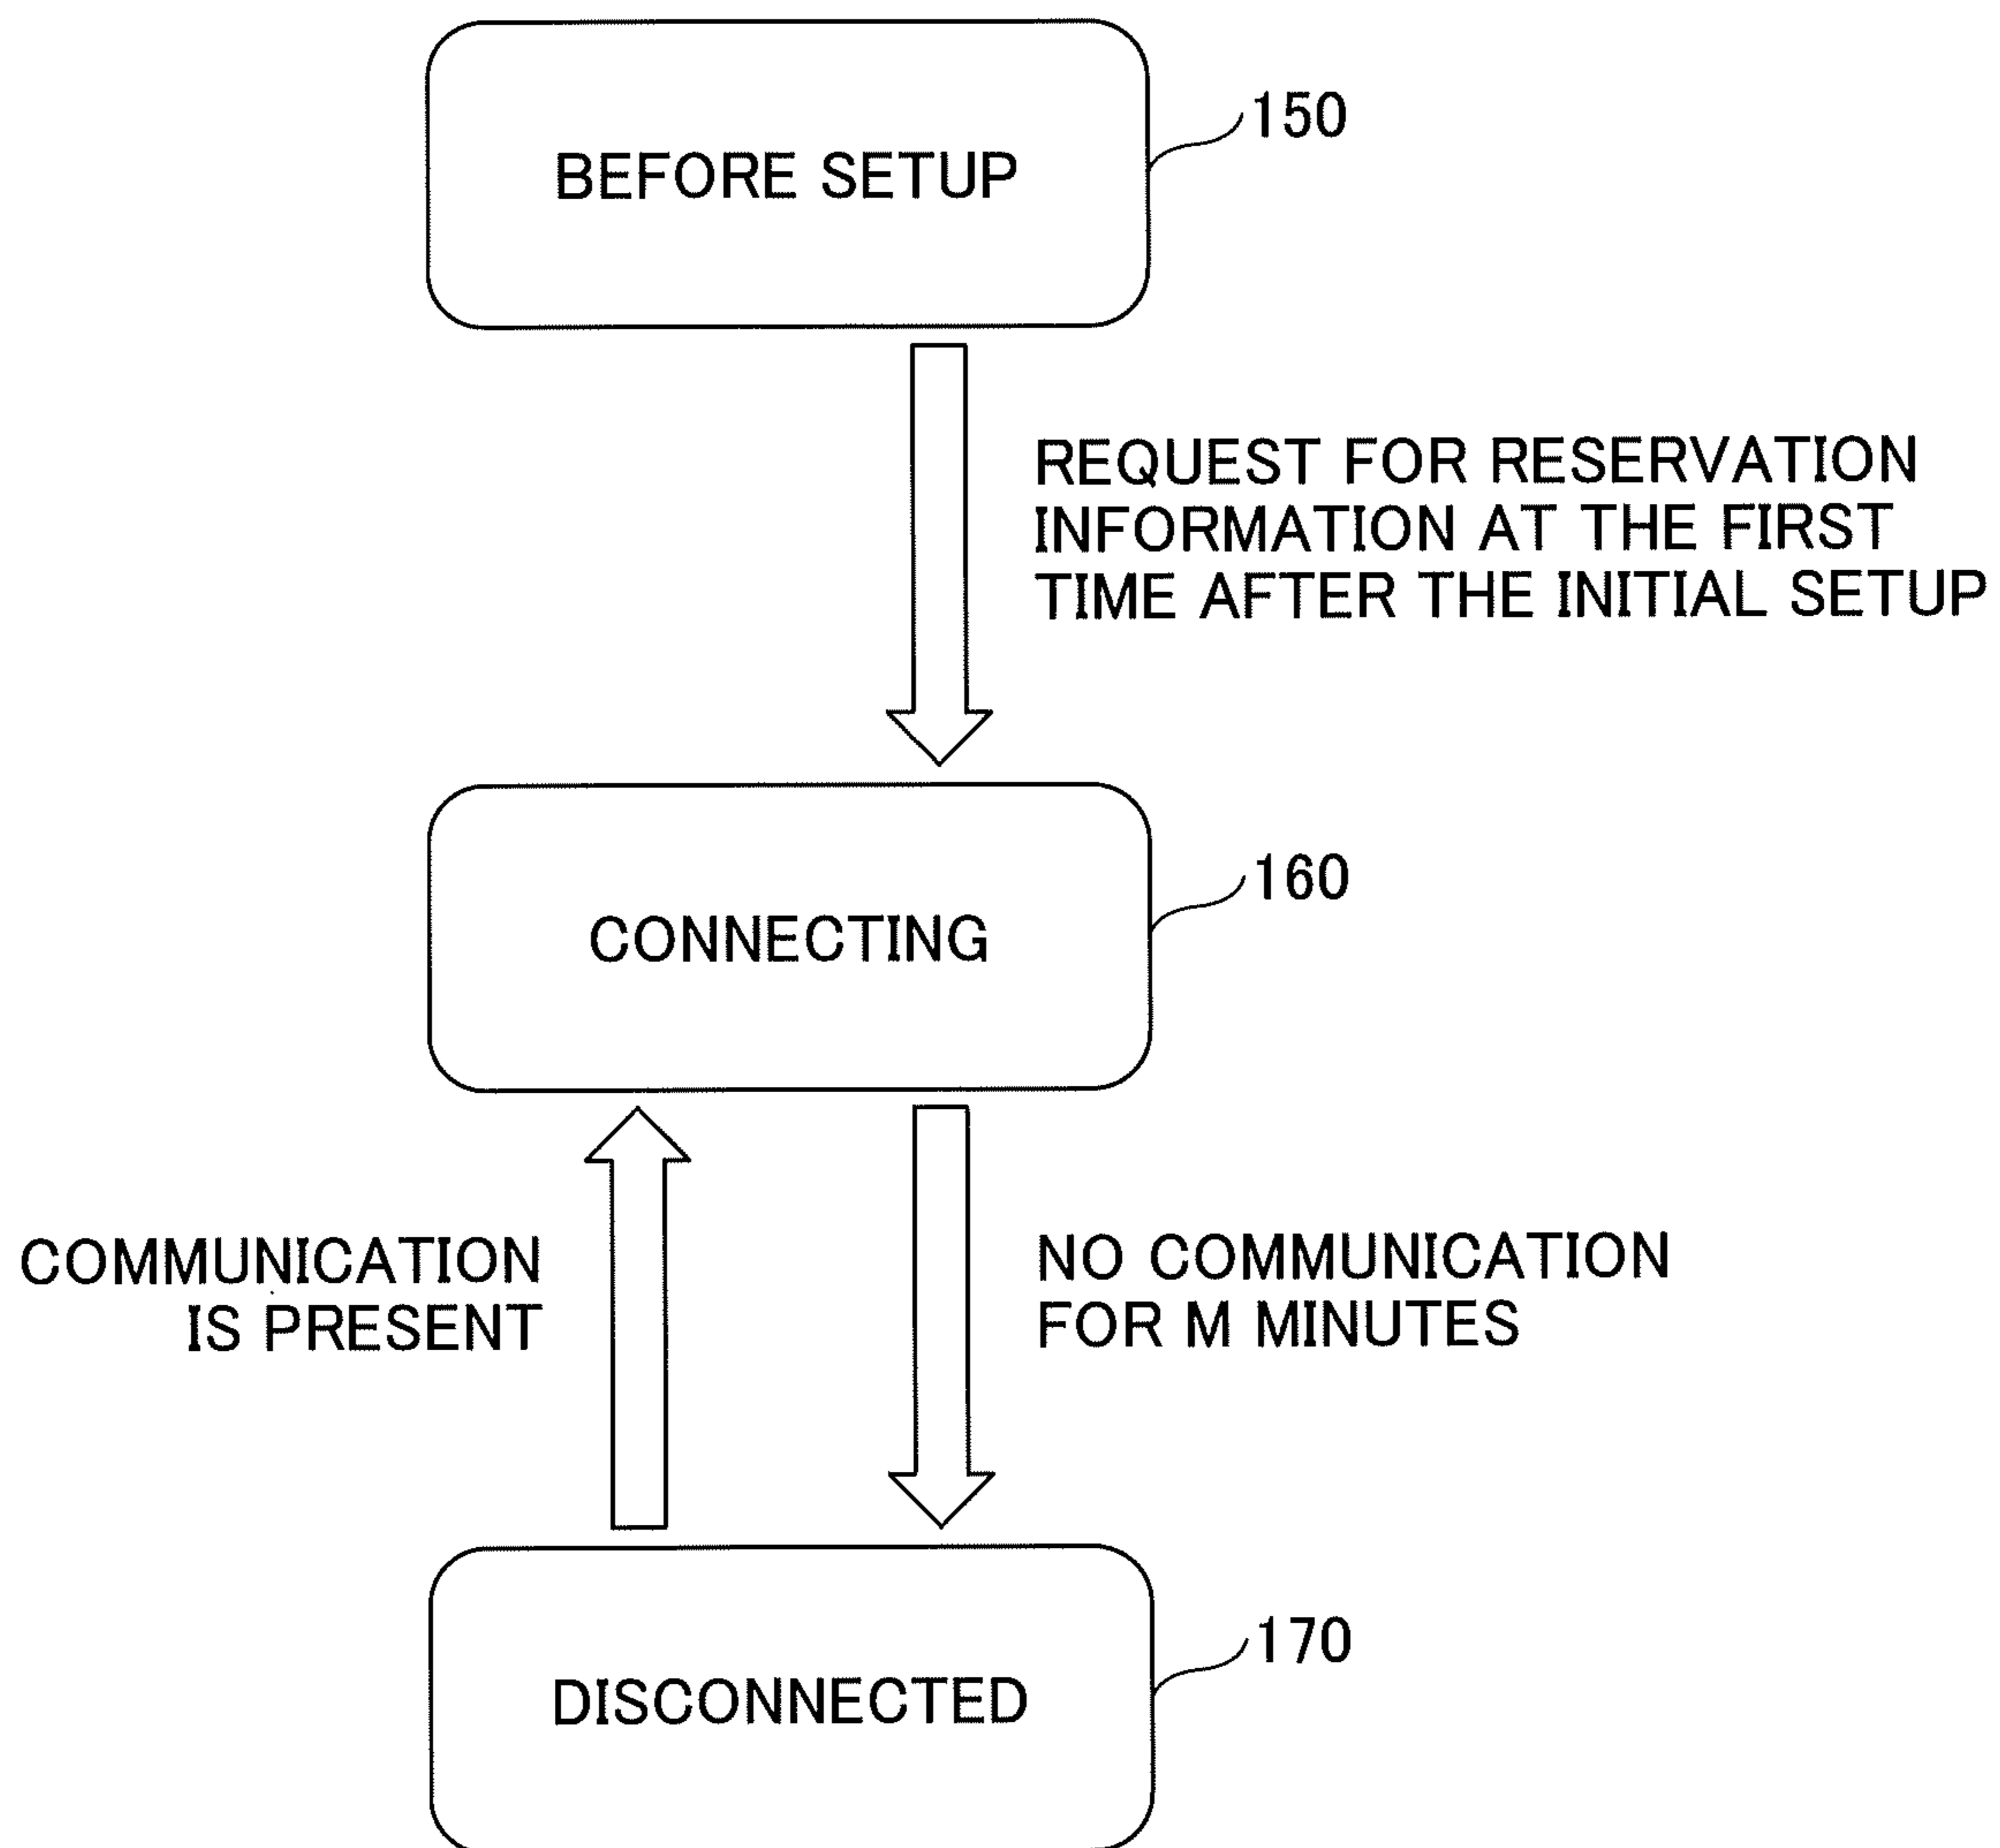 BEFORE SETUP
150
REQUEST FOR RESERVATION
INFORMATION AT THE FIRST
TIME AFTER THE INITIAL SETUP
CONNECTING
160
COMMUNICATION
IS PRESENT
NO COMMUNICATION
FOR M MINUTES
DISCONNECTED
170